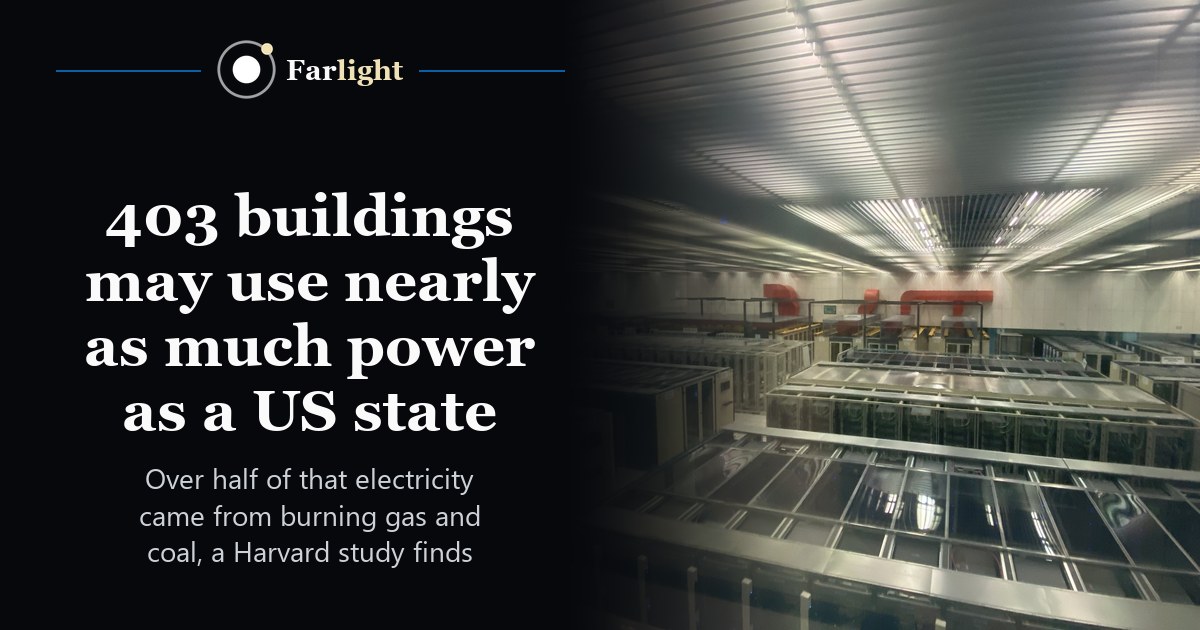 Farlight
403 buildings
may use nearly
as much power
as a US state
Over half of that electricity
came from burning gas and
coal, a Harvard study finds